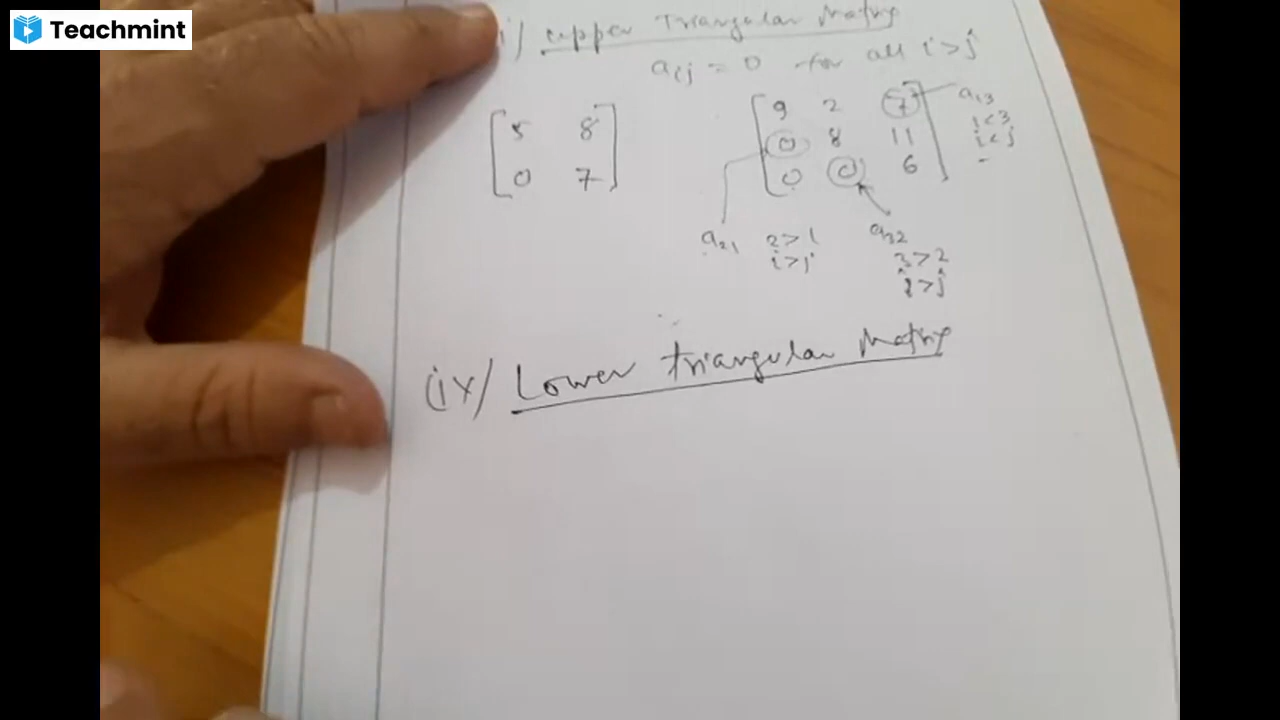 Teachmint
i) upper Triangular Matrix
aij = 0 for all i>j
[5 8
0 7]
[9 2 7
0 8 11
0 0 6]
a13
1<3
i<j
a21 2>1
i>j
a32
3>2
i>j
(ix) Lower Triangular Matrix